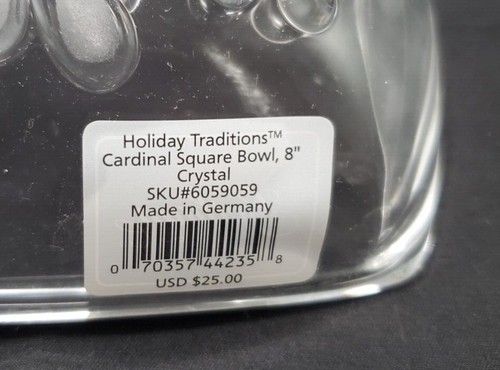 Holiday Traditions™
Cardinal Square Bowl, 8"
Crystal
SKU#6059059
Made in Germany
0 70357 44235 8
USD $25.00